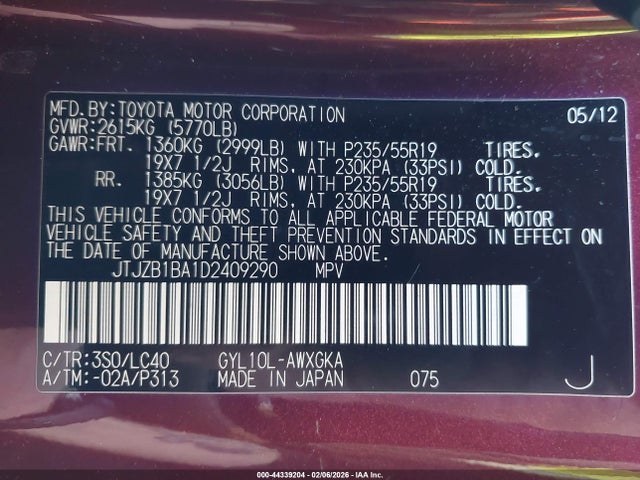 MFD.BY:TOYOTA MOTOR CORPORATION 05/12
GVWR:2615KG (5770LB)
GAWR:FRT. 1360KG (2999LB) WITH P235/55R19 TIRES.
19X7 1/2J RIMS. AT 230KPA (33PSI) COLD.
RR. 1385KG (3056LB) WITH P235/55R19 TIRES.
19X7 1/2J RIMS. AT 230KPA (33PSI) COLD.
THIS VEHICLE CONFORMS TO ALL APPLICABLE FEDERAL MOTOR
VEHICLE SAFETY AND THEFT PREVENTION STANDARDS IN EFFECT ON
THE DATE OF MANUFACTURE SHOWN ABOVE.
JTJZB1BA1D2409290 MPV
C/TR:3S0/LC40 GYL10L-AWXGKA
A/TM:-02A/P313 MADE IN JAPAN 075 J
000-44339204 - 02/06/2026 - IAA Inc.